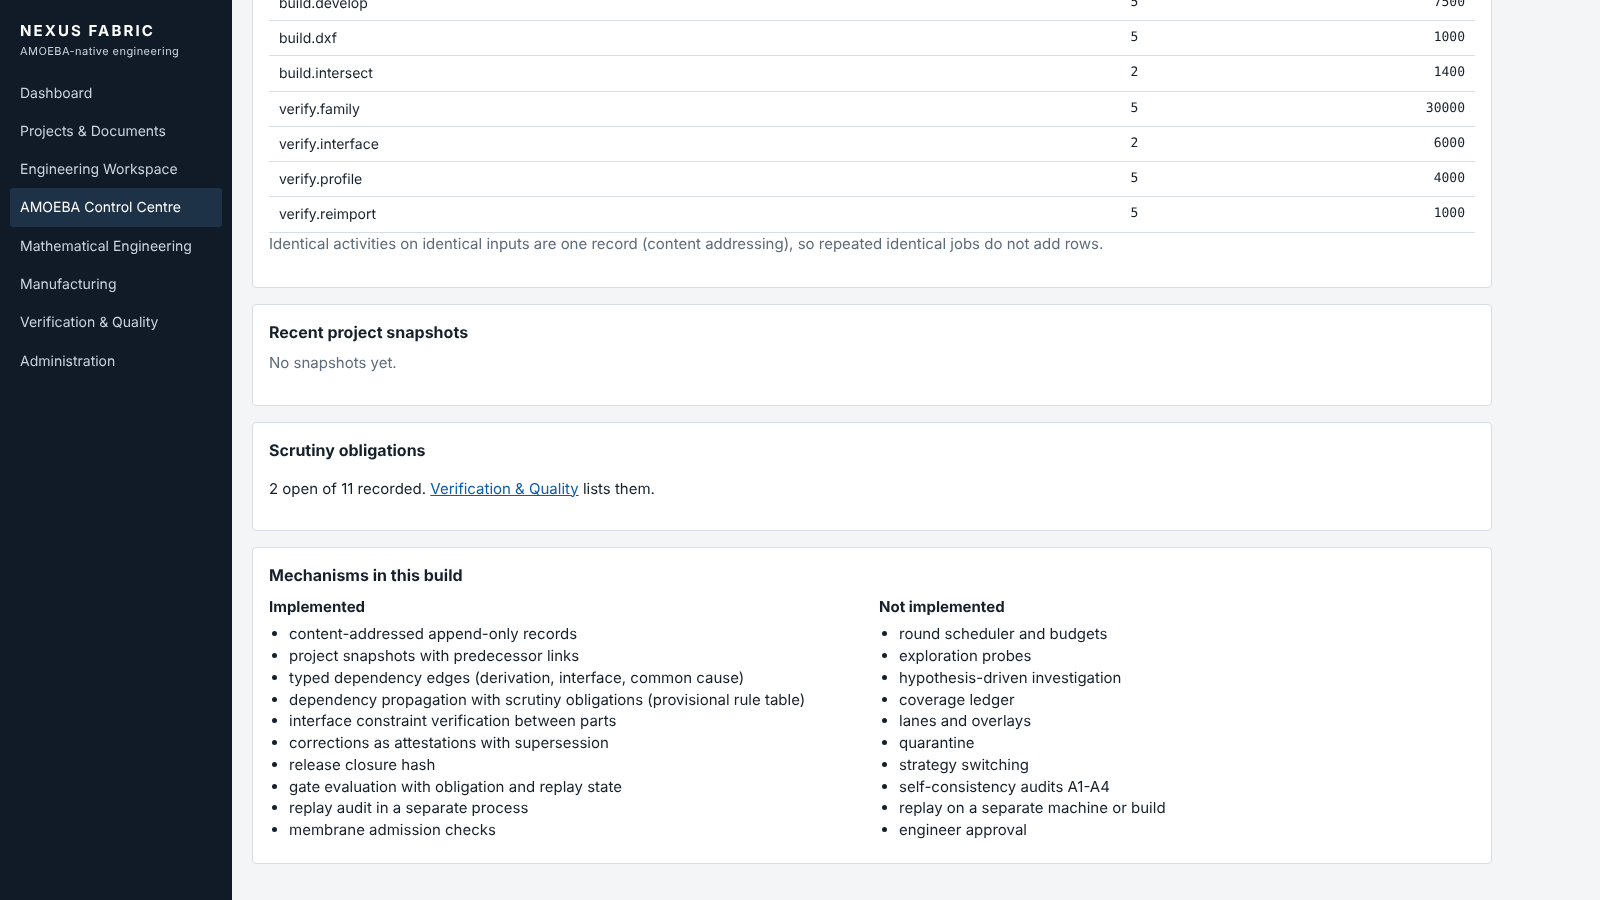 NEXUS FABRIC
AMOEBA-native engineering
Dashboard
Projects & Documents
Engineering Workspace
AMOEBA Control Centre
Mathematical Engineering
Manufacturing
Verification & Quality
Administration
build.develop 5 7500
build.dxf 5 1000
build.intersect 2 1400
verify.family 5 30000
verify.interface 2 6000
verify.profile 5 4000
verify.reimport 5 1000
Identical activities on identical inputs are one record (content addressing), so repeated identical jobs do not add rows.
Recent project snapshots
No snapshots yet.
Scrutiny obligations
2 open of 11 recorded. Verification & Quality lists them.
Mechanisms in this build
Implemented
• content-addressed append-only records
• project snapshots with predecessor links
• typed dependency edges (derivation, interface, common cause)
• dependency propagation with scrutiny obligations (provisional rule table)
• interface constraint verification between parts
• corrections as attestations with supersession
• release closure hash
• gate evaluation with obligation and replay state
• replay audit in a separate process
• membrane admission checks
Not implemented
• round scheduler and budgets
• exploration probes
• hypothesis-driven investigation
• coverage ledger
• lanes and overlays
• quarantine
• strategy switching
• self-consistency audits A1-A4
• replay on a separate machine or build
• engineer approval